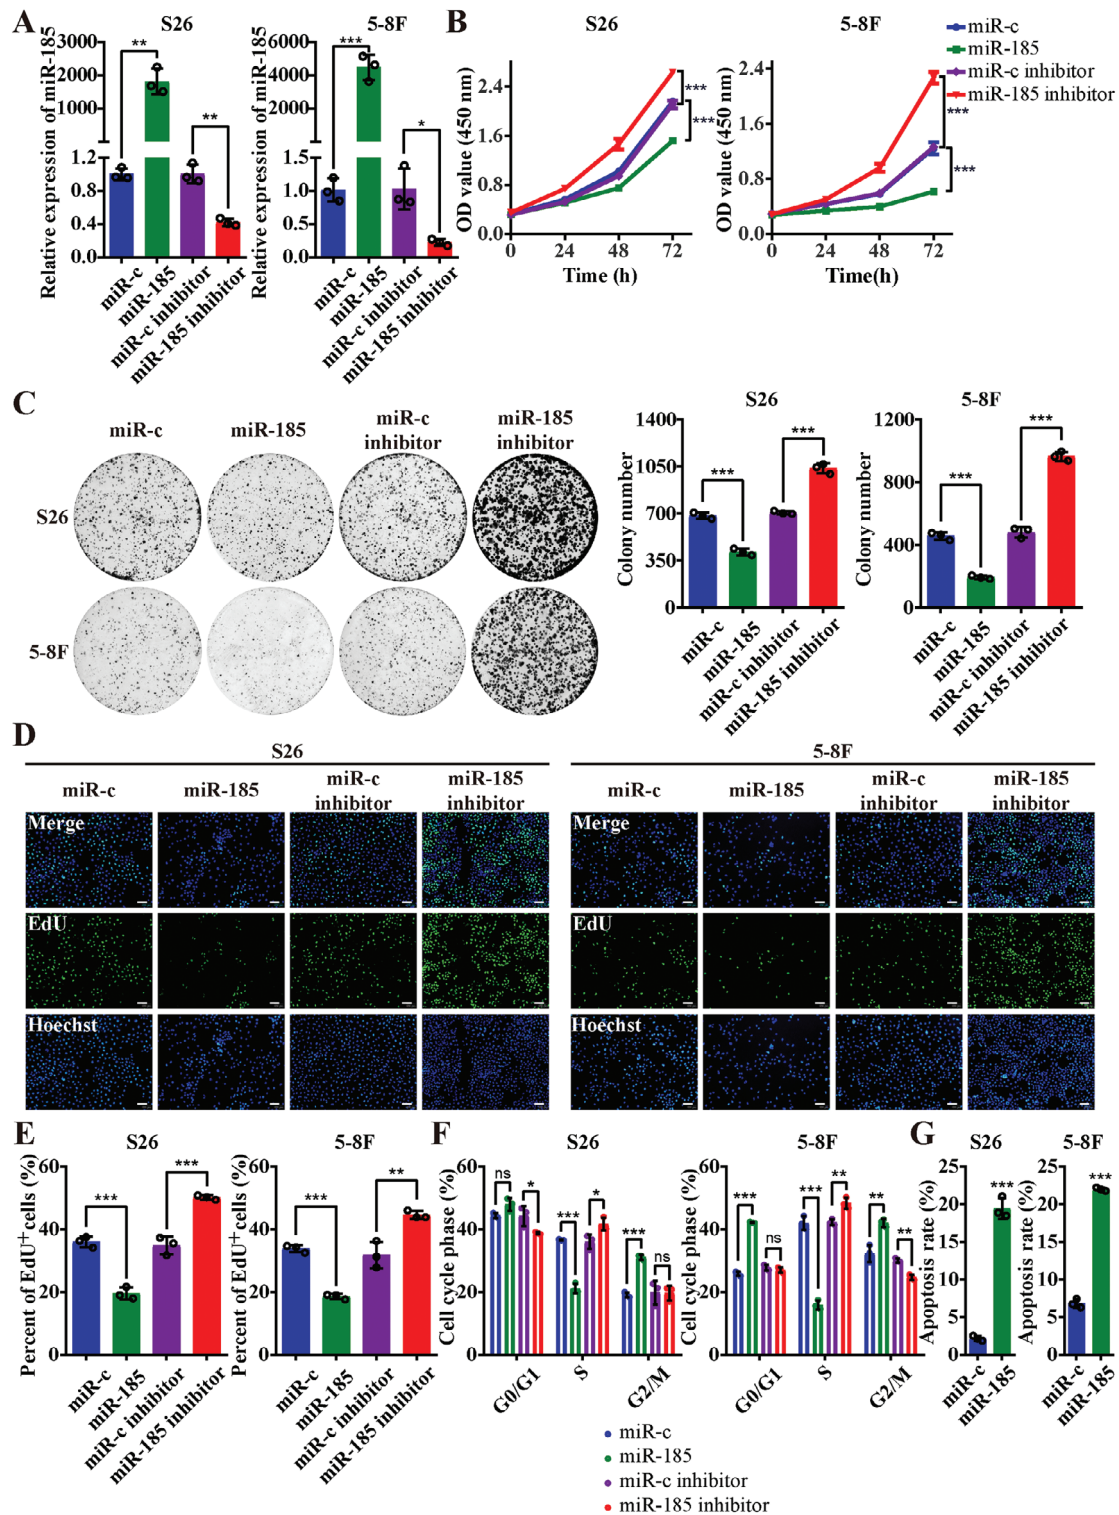 A
S26
5-8F
Relative expression of miR-185
3000
2000
1000
1.2
0.8
0.4
0.0
**
**
miR-c
miR-185
miR-c inhibitor
miR-185 inhibitor
Relative expression of miR-185
6000
4000
2000
1.5
1.0
0.5
0.0
***
*
miR-c
miR-185
miR-c inhibitor
miR-185 inhibitor
B
S26
5-8F
miR-c
miR-185
miR-c inhibitor
miR-185 inhibitor
OD value (450 nm)
2.4
1.6
0.8
0.0
0
24
48
72
Time (h)
***
***
OD value (450 nm)
2.4
1.6
0.8
0.0
0
24
48
72
Time(h)
***
***
C
miR-c
miR-185
miR-c
inhibitor
miR-185
inhibitor
S26
5-8F
S26
Colony number
1400
1050
700
350
0
***
***
miR-c
miR-185
miR-c inhibitor
miR-185 inhibitor
5-8F
Colony number
1200
800
400
0
***
***
miR-c
miR-185
miR-c inhibitor
miR-185 inhibitor
D
S26
5-8F
miR-c
miR-185
miR-c
inhibitor
miR-185
inhibitor
miR-c
miR-185
miR-c
inhibitor
miR-185
inhibitor
Merge
Merge
EdU
EdU
Hoechst
Hoechst
E
S26
Percent of EdU+cells (%)
60
40
20
0
***
***
miR-c
miR-185
miR-c inhibitor
miR-185 inhibitor
5-8F
Percent of EdU+cells (%)
60
40
20
0
***
**
miR-c
miR-185
miR-c inhibitor
miR-185 inhibitor
F
S26
Cell cycle phase (%)
60
40
20
0
ns
*
***
*
***
ns
G0/G1
S
G2/M
5-8F
Cell cycle phase (%)
60
40
20
0
***
ns
***
**
**
**
G0/G1
S
G2/M
miR-c
miR-185
miR-c inhibitor
miR-185 inhibitor
G
S26
Apoptosis rate (%)
25
20
15
10
5
0
***
miR-c
miR-185
5-8F
Apoptosis rate (%)
25
20
15
10
5
0
***
miR-c
miR-185